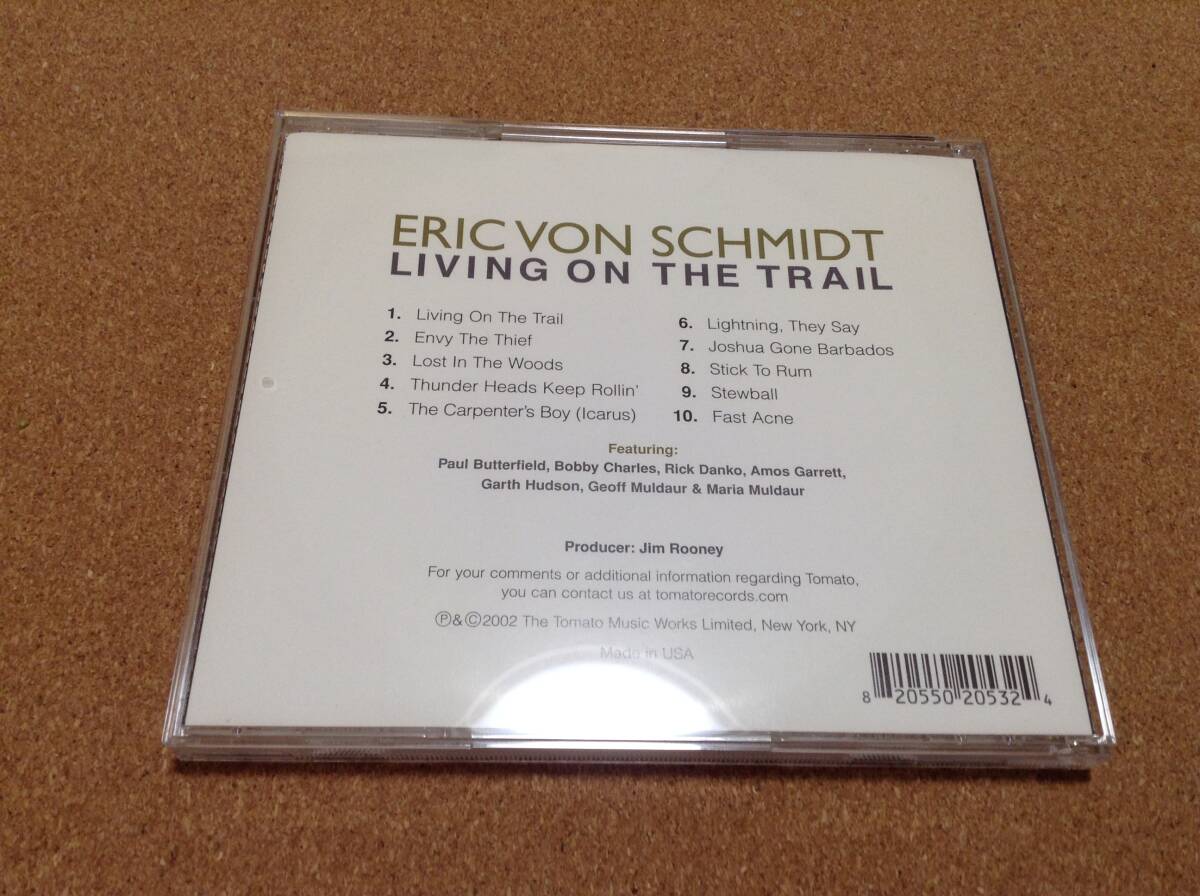 ERIC VON SCHMIDT
LIVING ON THE TRAIL
1. Living On The Trail
2. Envy The Thief
3. Lost In The Woods
4. Thunder Heads Keep Rollin'
5. The Carpenter's Boy (Icarus)
6. Lightning, They Say
7. Joshua Gone Barbados
8. Stick To Rum
9. Stewball
10. Fast Acne
Featuring:
Paul Butterfield, Bobby Charles, Rick Danko, Amos Garrett,
Garth Hudson, Geoff Muldaur & Maria Muldaur
Producer: Jim Rooney
For your comments or additional information regarding Tomato,
you can contact us at tomatorecords.com
℗&©2002 The Tomato Music Works Limited, New York, NY
Made in USA
8 20550 20532 4